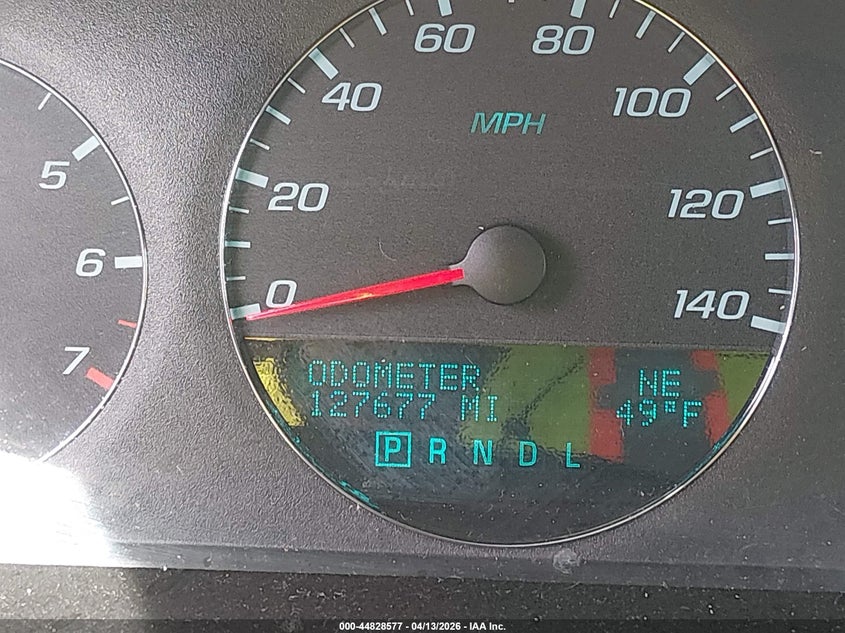 60 80
40 100
MPH
5
20 120
6
0 140
7
ODOMETER NE
127677 MI 49°F
P R N D L
000-44828577 - 04/13/2026 - IAA Inc.